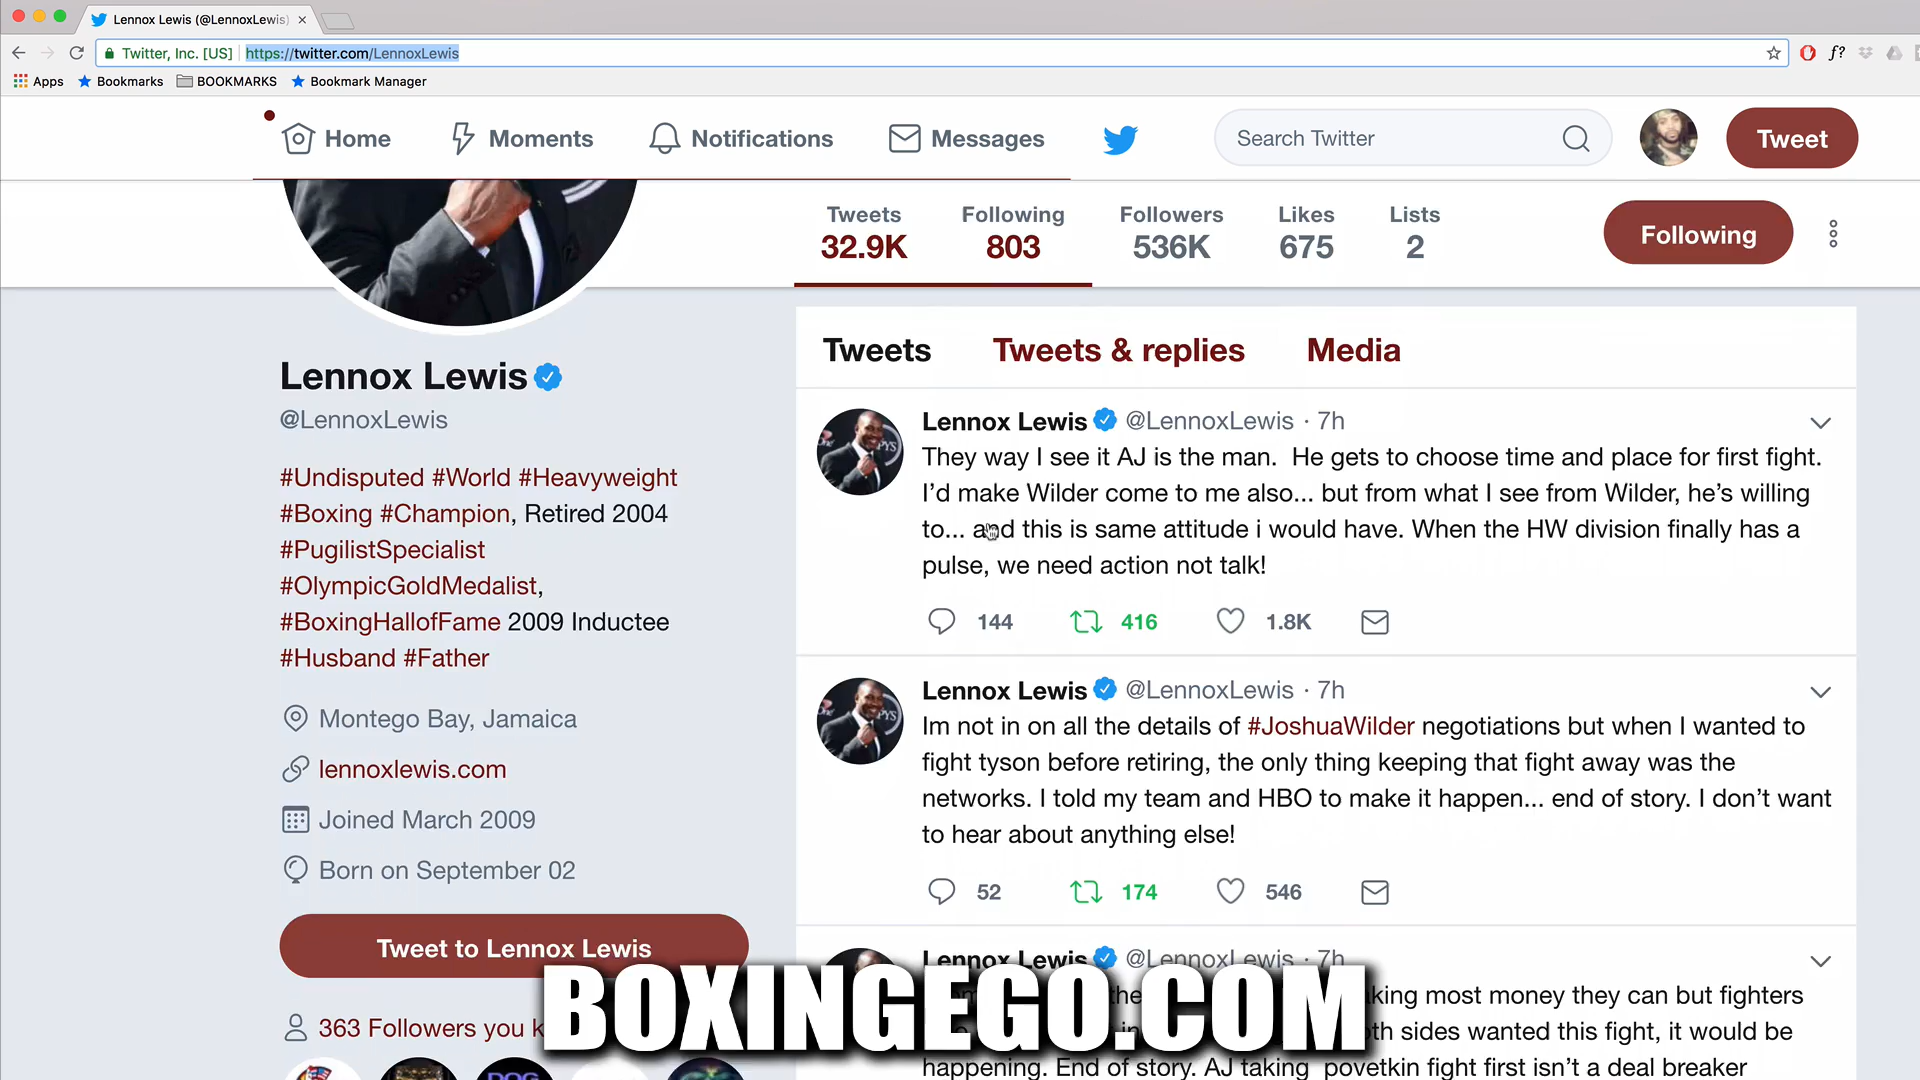 Lennox Lewis (@LennoxLewis)
Twitter, Inc. [US] https://twitter.com/LennoxLewis
Apps Bookmarks BOOKMARKS Bookmark Manager
Home Moments Notifications Messages Search Twitter Tweet
Tweets Following Followers Likes Lists
32.9K 803 536K 675 2
Following
Lennox Lewis
@LennoxLewis
#Undisputed #World #Heavyweight
#Boxing #Champion, Retired 2004
#PugilistSpecialist
#OlympicGoldMedalist,
#BoxingHallofFame 2009 Inductee
#Husband #Father
Montego Bay, Jamaica
lennoxlewis.com
Joined March 2009
Born on September 02
Tweet to Lennox Lewis
363 Followers you
Tweets Tweets & replies Media
Lennox Lewis @LennoxLewis · 7h
They way I see it AJ is the man. He gets to choose time and place for first fight.
I'd make Wilder come to me also... but from what I see from Wilder, he's willing
to... and this is same attitude i would have. When the HW division finally has a
pulse, we need action not talk!
144 416 1.8K
Lennox Lewis @LennoxLewis · 7h
Im not in on all the details of #JoshuaWilder negotiations but when I wanted to
fight tyson before retiring, the only thing keeping that fight away was the
networks. I told my team and HBO to make it happen... end of story. I don't want
to hear about anything else!
52 174 546
Lennox Lewis @LennoxLewis · 7h
most money they can but fighters
sides wanted this fight, it would be
happening. End of story. AJ taking povetkin fight first isn't a deal breaker
BOXINGEGO.COM